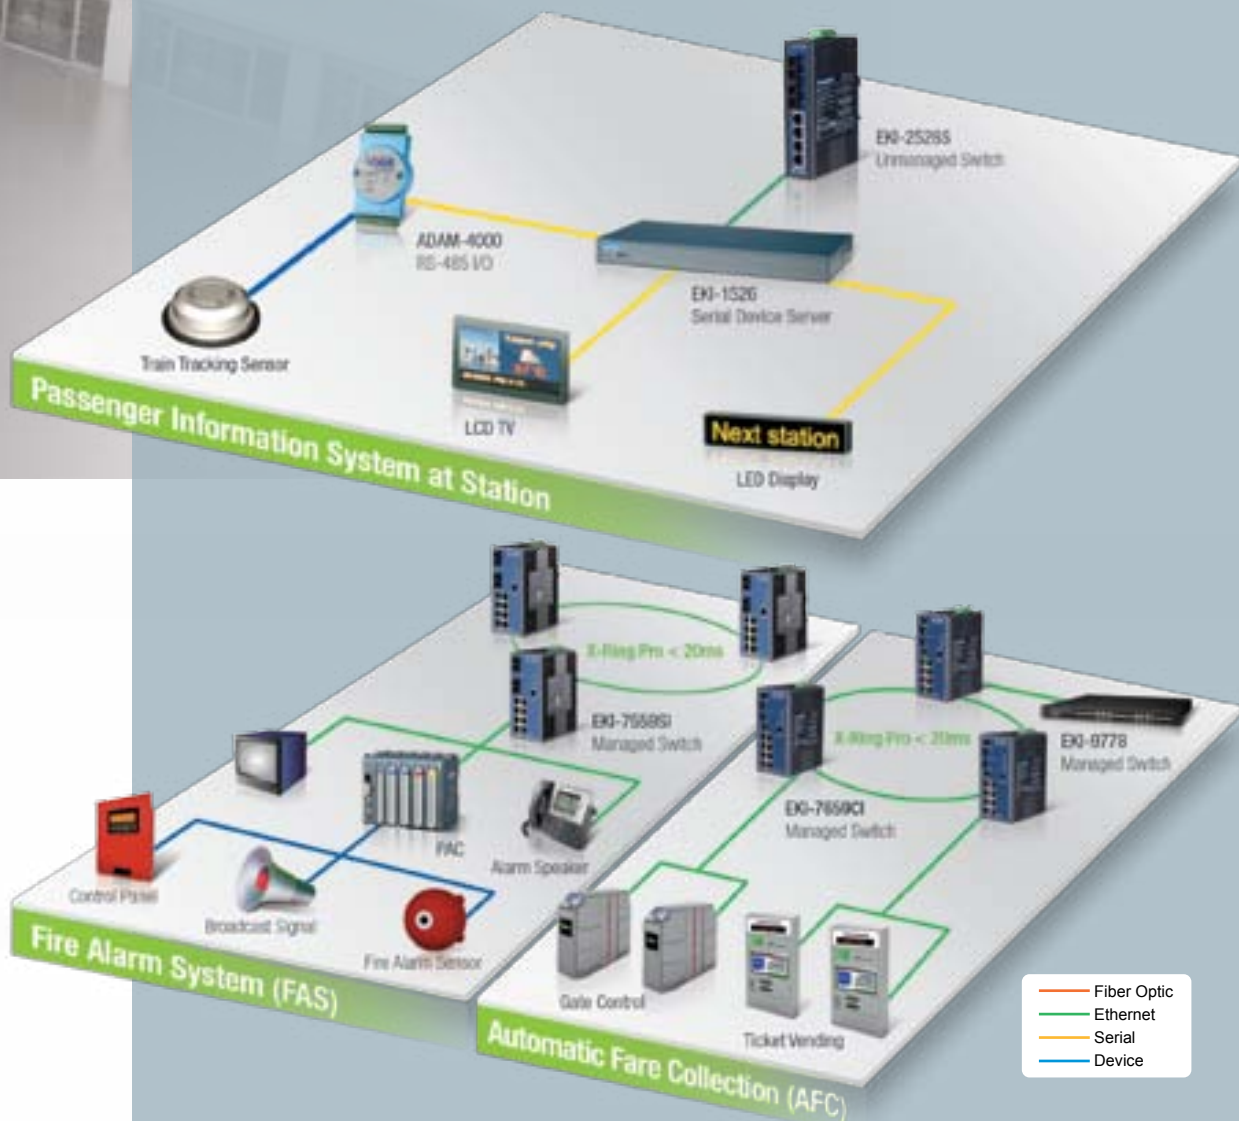 EKI-2528S
Unmanaged Switch
ADAM-4000
RS-485 I/O
EKI-1526
Serial Device Server
Train Tracking Sensor
LCD TV
Next station
LED Display
Passenger Information System at Station
X-Ring Pro < 20ms
EKI-7559SI
Managed Switch
X-Ring Pro < 20ms
EKI-9778
Managed Switch
EKI-7659CI
Managed Switch
PAC
Alarm Speaker
Control Panel
Broadcast Signal
Fire Alarm Sensor
Fire Alarm System (FAS)
Gate Control
Ticket Vending
Automatic Fare Collection (AFC)
Fiber Optic
Ethernet
Serial
Device